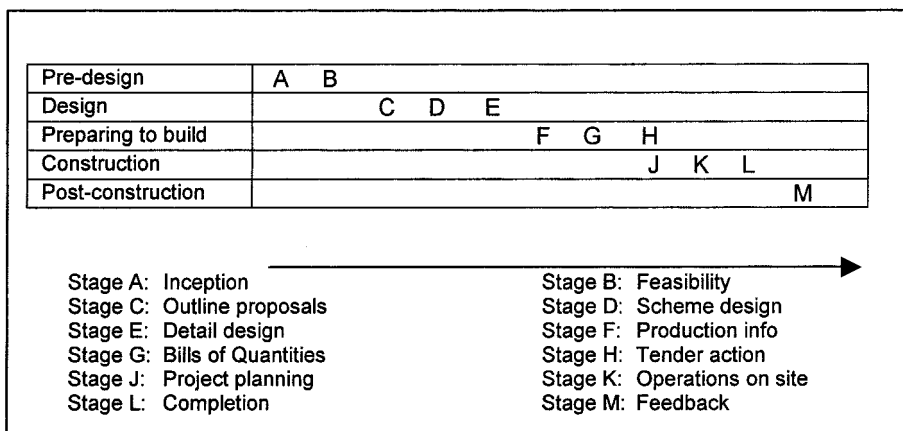 Pre-design A B
Design C D E
Preparing to build F G H
Construction J K L
Post-construction M
Stage A: Inception Stage B: Feasibility
Stage C: Outline proposals Stage D: Scheme design
Stage E: Detail design Stage F: Production info
Stage G: Bills of Quantities Stage H: Tender action
Stage J: Project planning Stage K: Operations on site
Stage L: Completion Stage M: Feedback